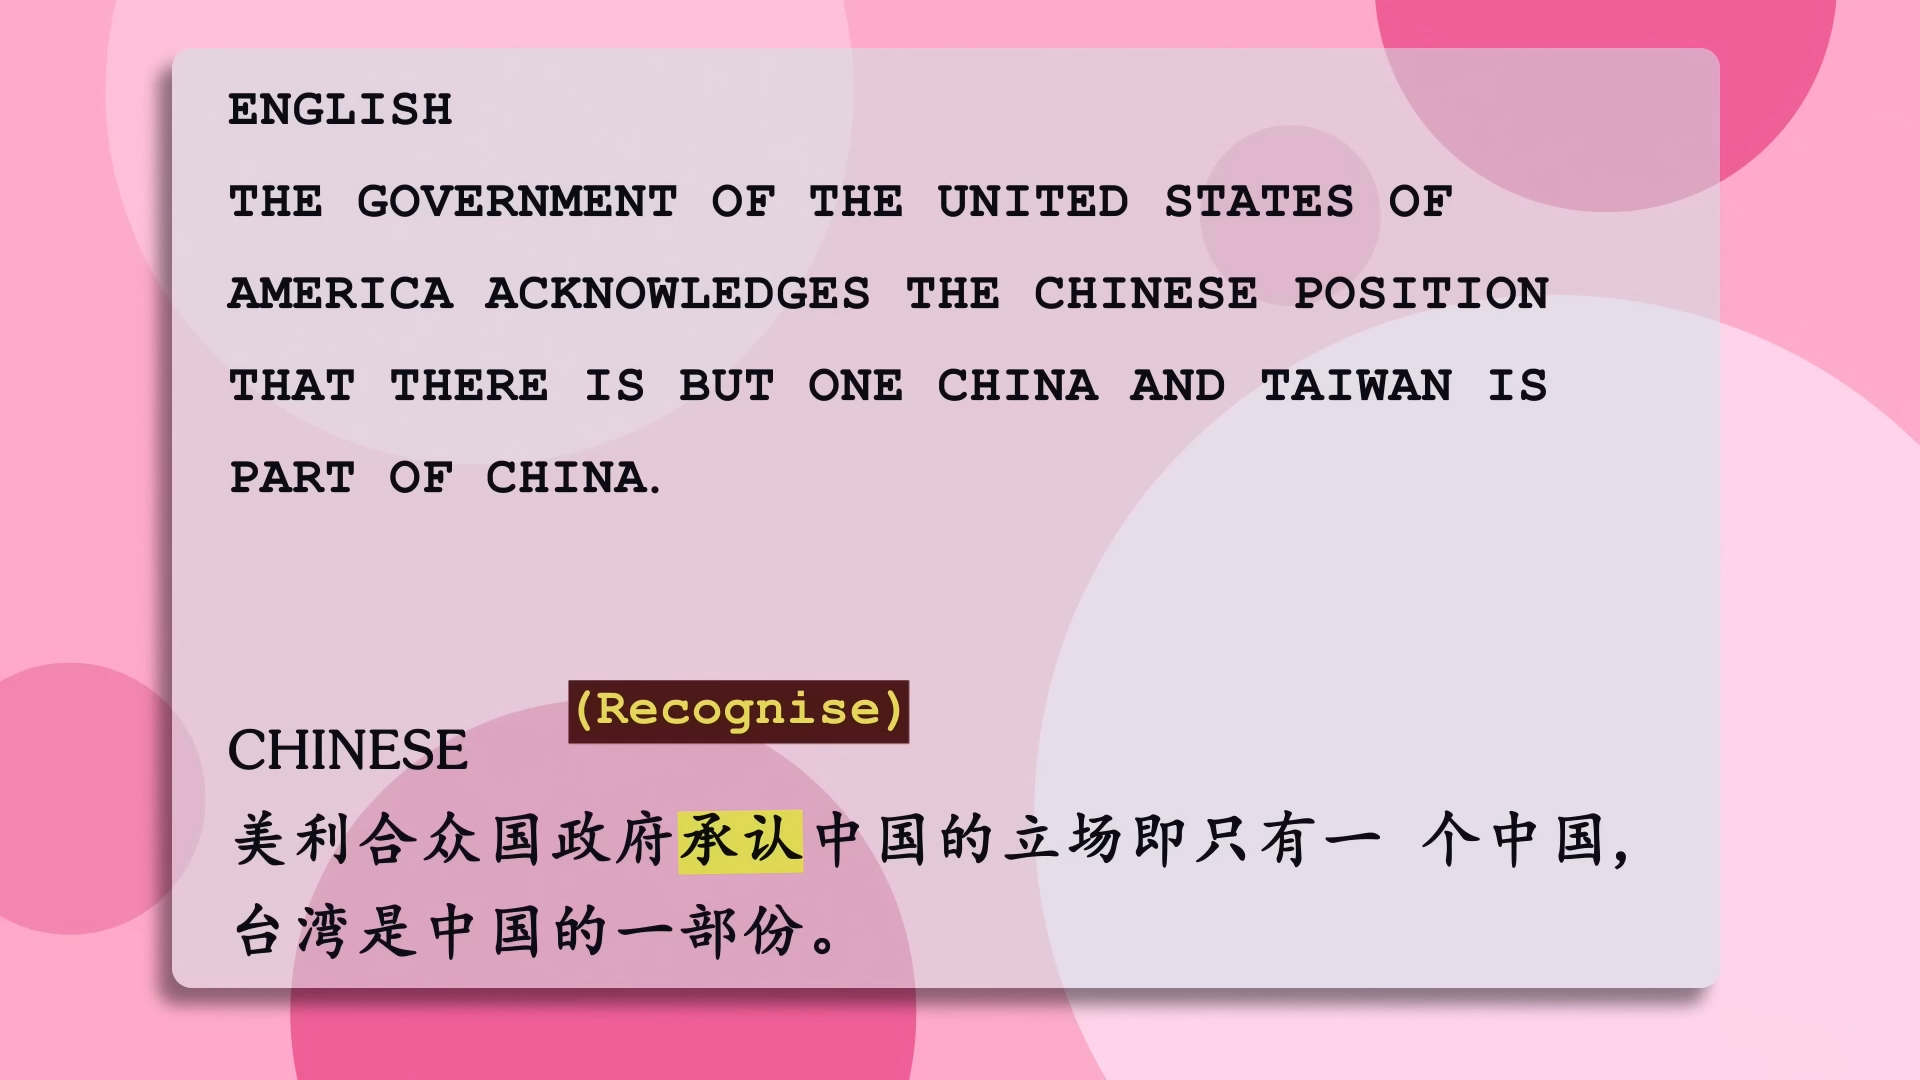 ENGLISH
THE GOVERNMENT OF THE UNITED STATES OF
AMERICA ACKNOWLEDGES THE CHINESE POSITION
THAT THERE IS BUT ONE CHINA AND TAIWAN IS
PART OF CHINA.
(Recognise)
CHINESE
美利合众国政府承认中国的立场即只有一 个中国,
台湾是中国的一部份。